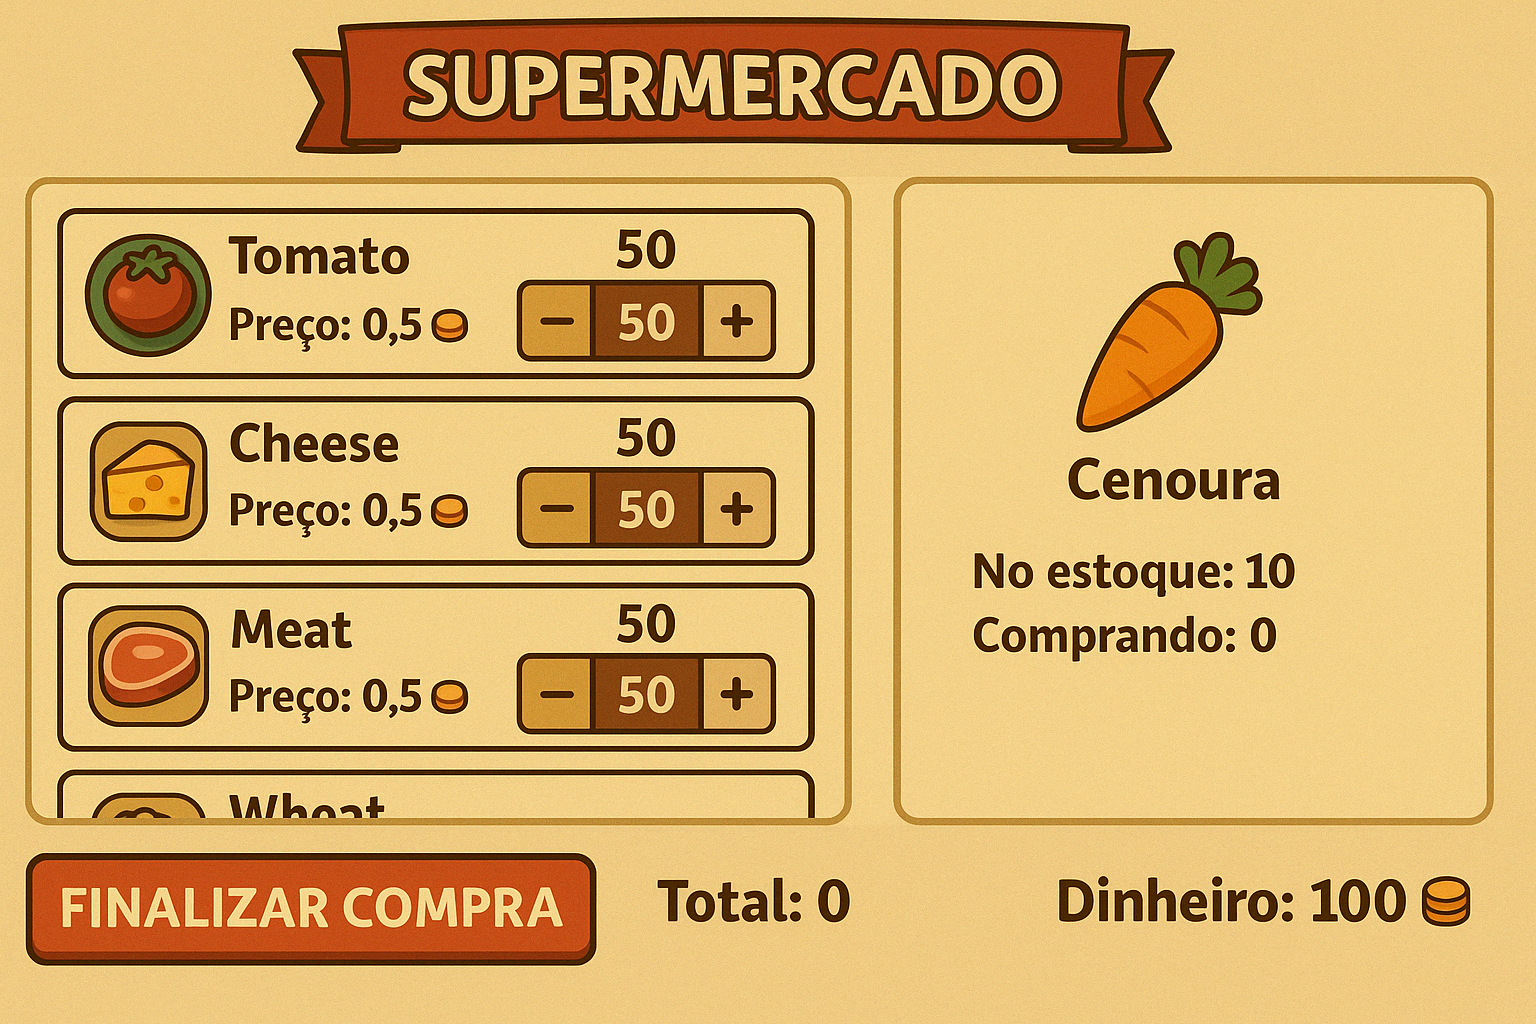 SUPERMERCADO
Tomato
Preço: 0,5
50
− 50 +
Cheese
Preço: 0,5
50
− 50 +
Meat
Preço: 0,5
50
− 50 +
Wheat
Cenoura
No estoque: 10
Comprando: 0
FINALIZAR COMPRA
Total: 0
Dinheiro: 100